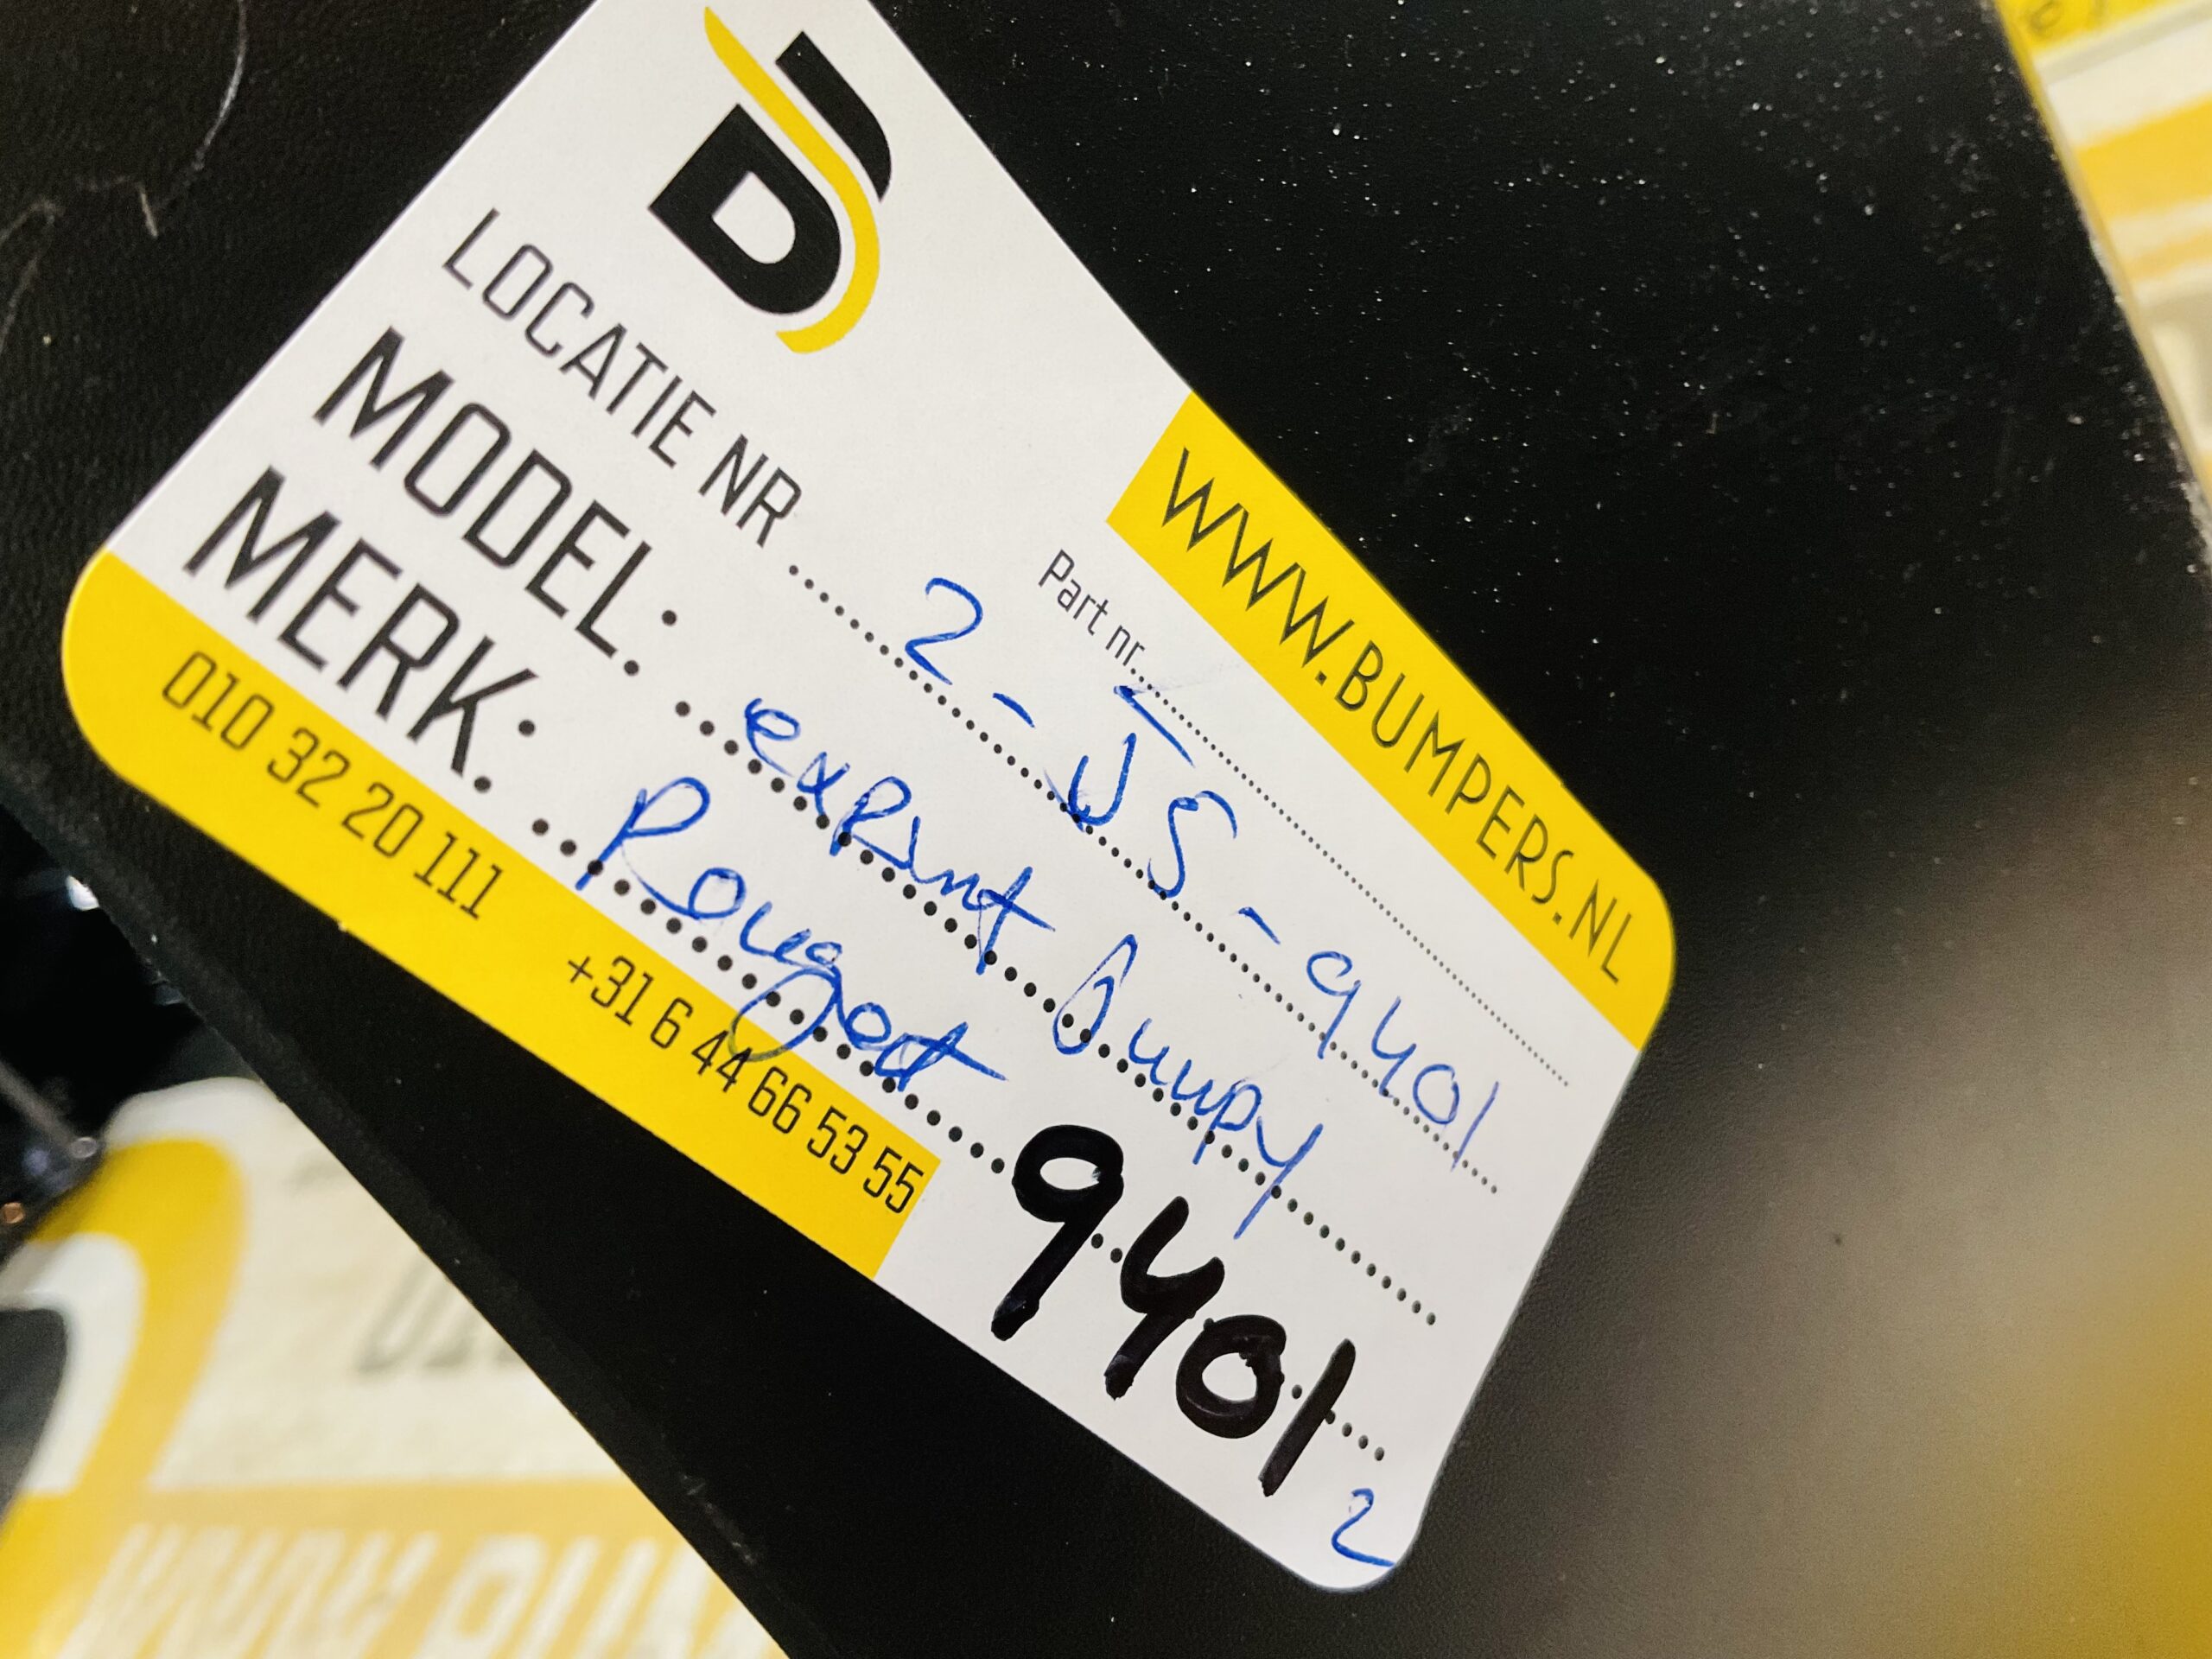 WWW.BUMPERS.NL
Part nr.
LOCATIE NR 2-JS-9401
MODEL: expert Bumpy
MERK: Peugeot
9401
2
010 32 20 111
+31 6 44 66 53 55